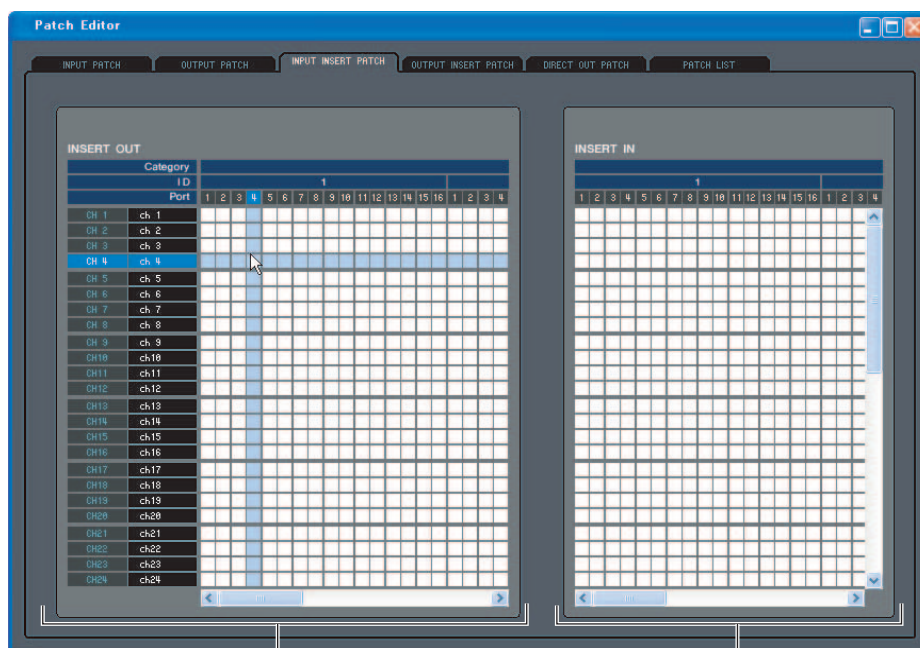 Patch Editor
INPUT PATCH OUTPUT PATCH INPUT INSERT PATCH OUTPUT INSERT PATCH DIRECT OUT PATCH PATCH LIST
INSERT OUT
Category
ID 1
Port 1 2 3 4 5 6 7 8 9 10 11 12 13 14 15 16 1 2 3 4
CH 1 ch 1
CH 2 ch 2
CH 3 ch 3
CH 4 ch 4
CH 5 ch 5
CH 6 ch 6
CH 7 ch 7
CH 8 ch 8
CH 9 ch 9
CH10 ch10
CH11 ch11
CH12 ch12
CH13 ch13
CH14 ch14
CH15 ch15
CH16 ch16
CH17 ch17
CH18 ch18
CH19 ch19
CH20 ch20
CH21 ch21
CH22 ch22
CH23 ch23
CH24 ch24
INSERT IN
1
1 2 3 4 5 6 7 8 9 10 11 12 13 14 15 16 1 2 3 4